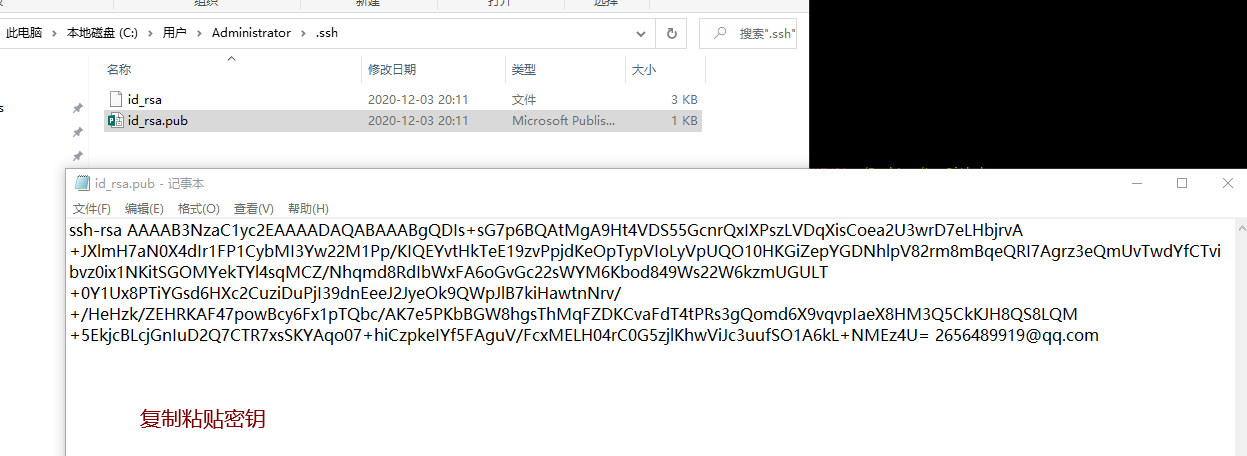 组织
新建
打开
选择
此电脑 > 本地磁盘 (C:) > 用户 > Administrator > .ssh
搜索".ssh"
名称 修改日期 类型 大小
id_rsa 2020-12-03 20:11 文件 3 KB
id_rsa.pub 2020-12-03 20:11 Microsoft Publis... 1 KB
id_rsa.pub - 记事本
文件(F) 编辑(E) 格式(O) 查看(V) 帮助(H)
ssh-rsa AAAAB3NzaC1yc2EAAAADAQABAAABgQDIs+sG7p6BQAtMgA9Ht4VDS55GcnrQxIXPszLVDqXisCoea2U3wrD7eLHbjrvA
+JXlmH7aN0X4dIr1FP1CybMI3Yw22M1Pp/KIQEYvtHkTeE19zvPpjdKeOpTypVIoLyVpUQO10HKGiZepYGDNhlpV82rm8mBqeQRI7Agrz3eQmUvTwdYfCTvi
bvz0ix1NKitSGOMYekTYl4sqMCZ/Nhqmd8RdIbWxFA6oGvGc22sWYM6Kbod849Ws22W6kzmUGULT
+0Y1Ux8PTiYGsd6HXc2CuziDuPjI39dnEeeJ2JyeOk9QWpJlB7kiHawtnNrv/
+/HeHzk/ZEHRKAF47powBcy6Fx1pTQbc/AK7e5PKbBGW8hgsThMqFZDKCvaFdT4tPRs3gQomd6X9vqvpIaeX8HM3Q5CkKJH8QS8LQM
+5EkjcBLcjGnIuD2Q7CTR7xsSKYAqo07+hiCzpkeIYf5FAguV/FcxMELH04rC0G5zjlKhwViJc3uufSO1A6kL+NMEz4U= 2656489919@qq.com
复制粘贴密钥